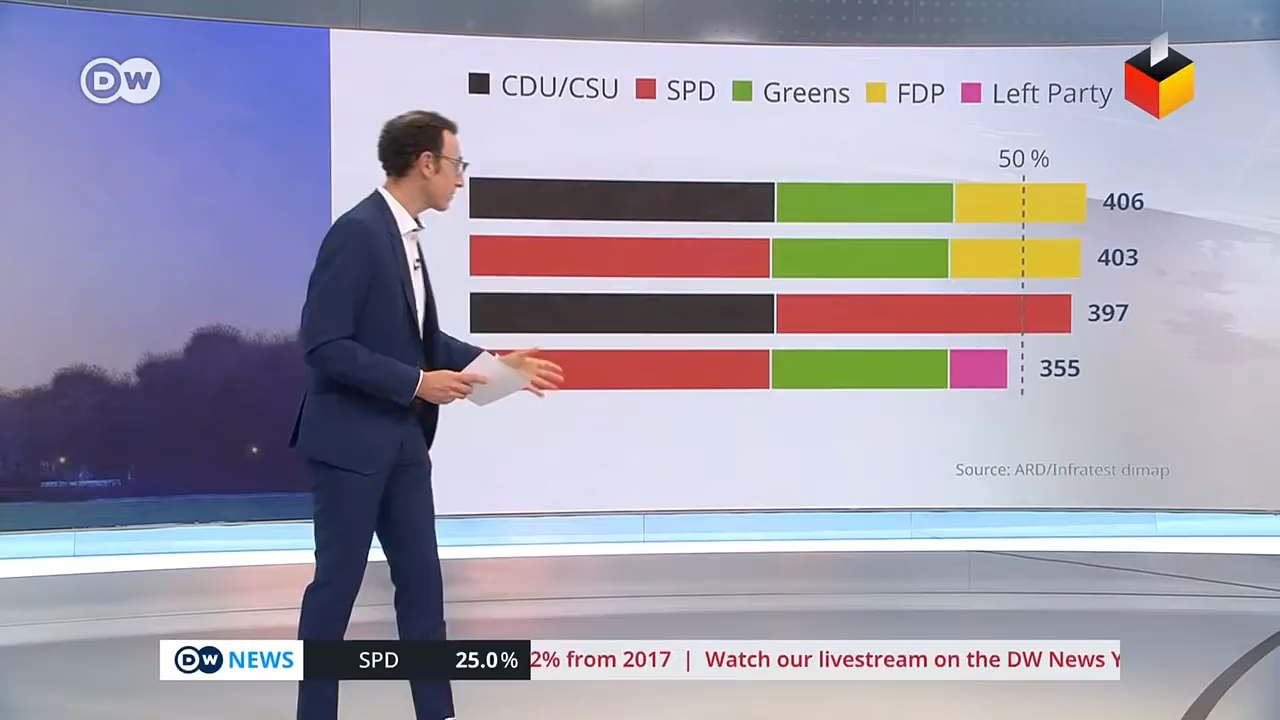 DW
CDU/CSU SPD Greens FDP Left Party
50 %
406
403
397
355
Source: ARD/Infratest dimap
DW NEWS SPD 25.0% 2% from 2017 | Watch our livestream on the DW News Y